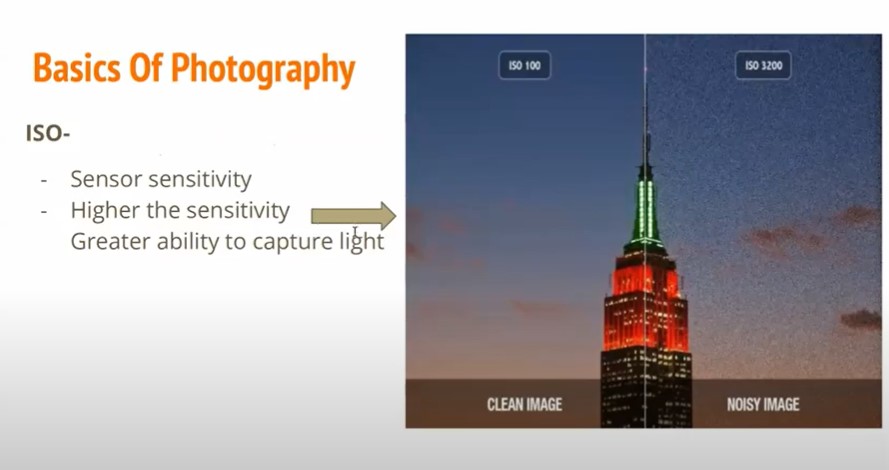 Basics Of Photography
ISO-
- Sensor sensitivity
- Higher the sensitivity
Greater ability to capture light
ISO 100
ISO 3200
CLEAN IMAGE
NOISY IMAGE